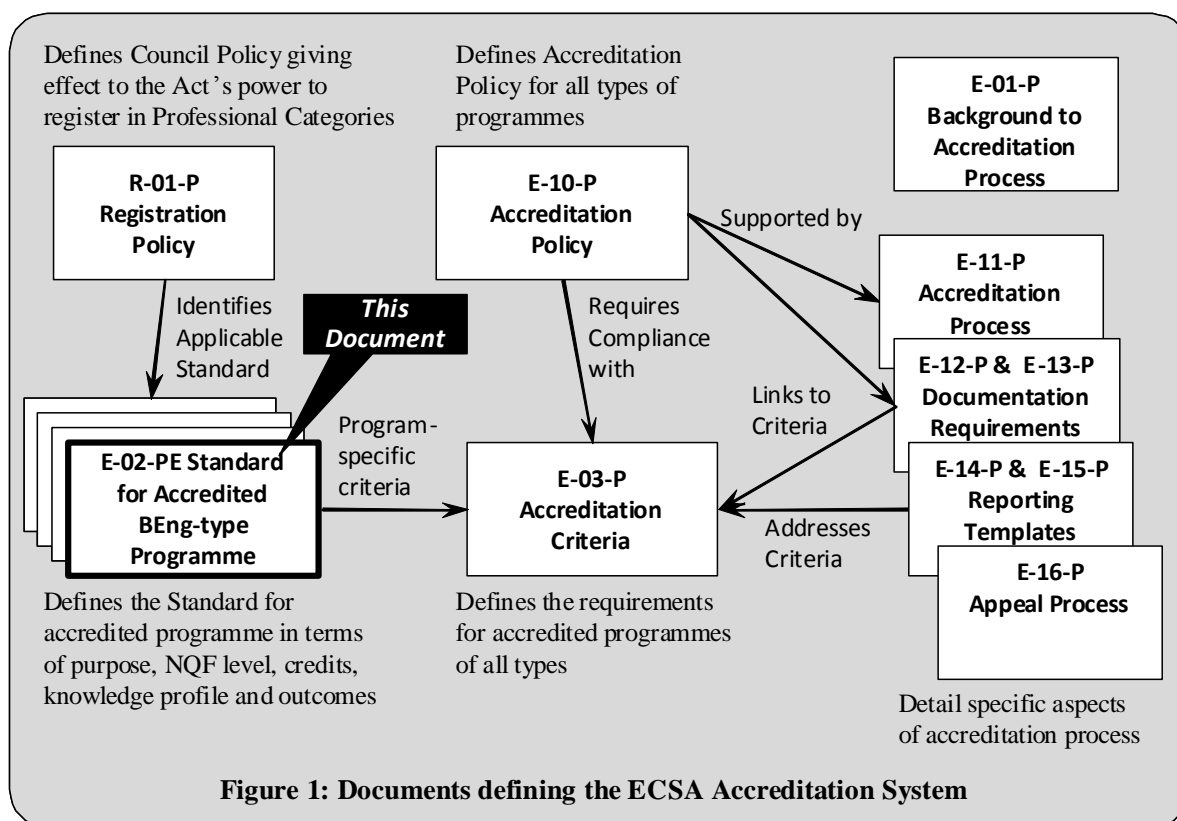 Defines Council Policy giving
effect to the Act's power to
register in Professional Categories
Defines Accreditation
Policy for all types of
programmes
E-01-P
Background to
Accreditation
Process
R-01-P
Registration
Policy
E-10-P
Accreditation
Policy
Supported by
E-11-P
Accreditation
Process
Identifies
Applicable
Standard
This
Document
Requires
Compliance
with
E-12-P & E-13-P
Documentation
Requirements
Links to
Criteria
E-02-PE Standard
for Accredited
BEng-type
Programme
Program-
specific
criteria
E-03-P
Accreditation
Criteria
E-14-P & E-15-P
Reporting
Templates
Addresses
Criteria
E-16-P
Appeal Process
Defines the Standard for
accredited programme in terms
of purpose, NQF level, credits,
knowledge profile and outcomes
Defines the requirements
for accredited programmes
of all types
Detail specific aspects
of accreditation process
Figure 1: Documents defining the ECSA Accreditation System